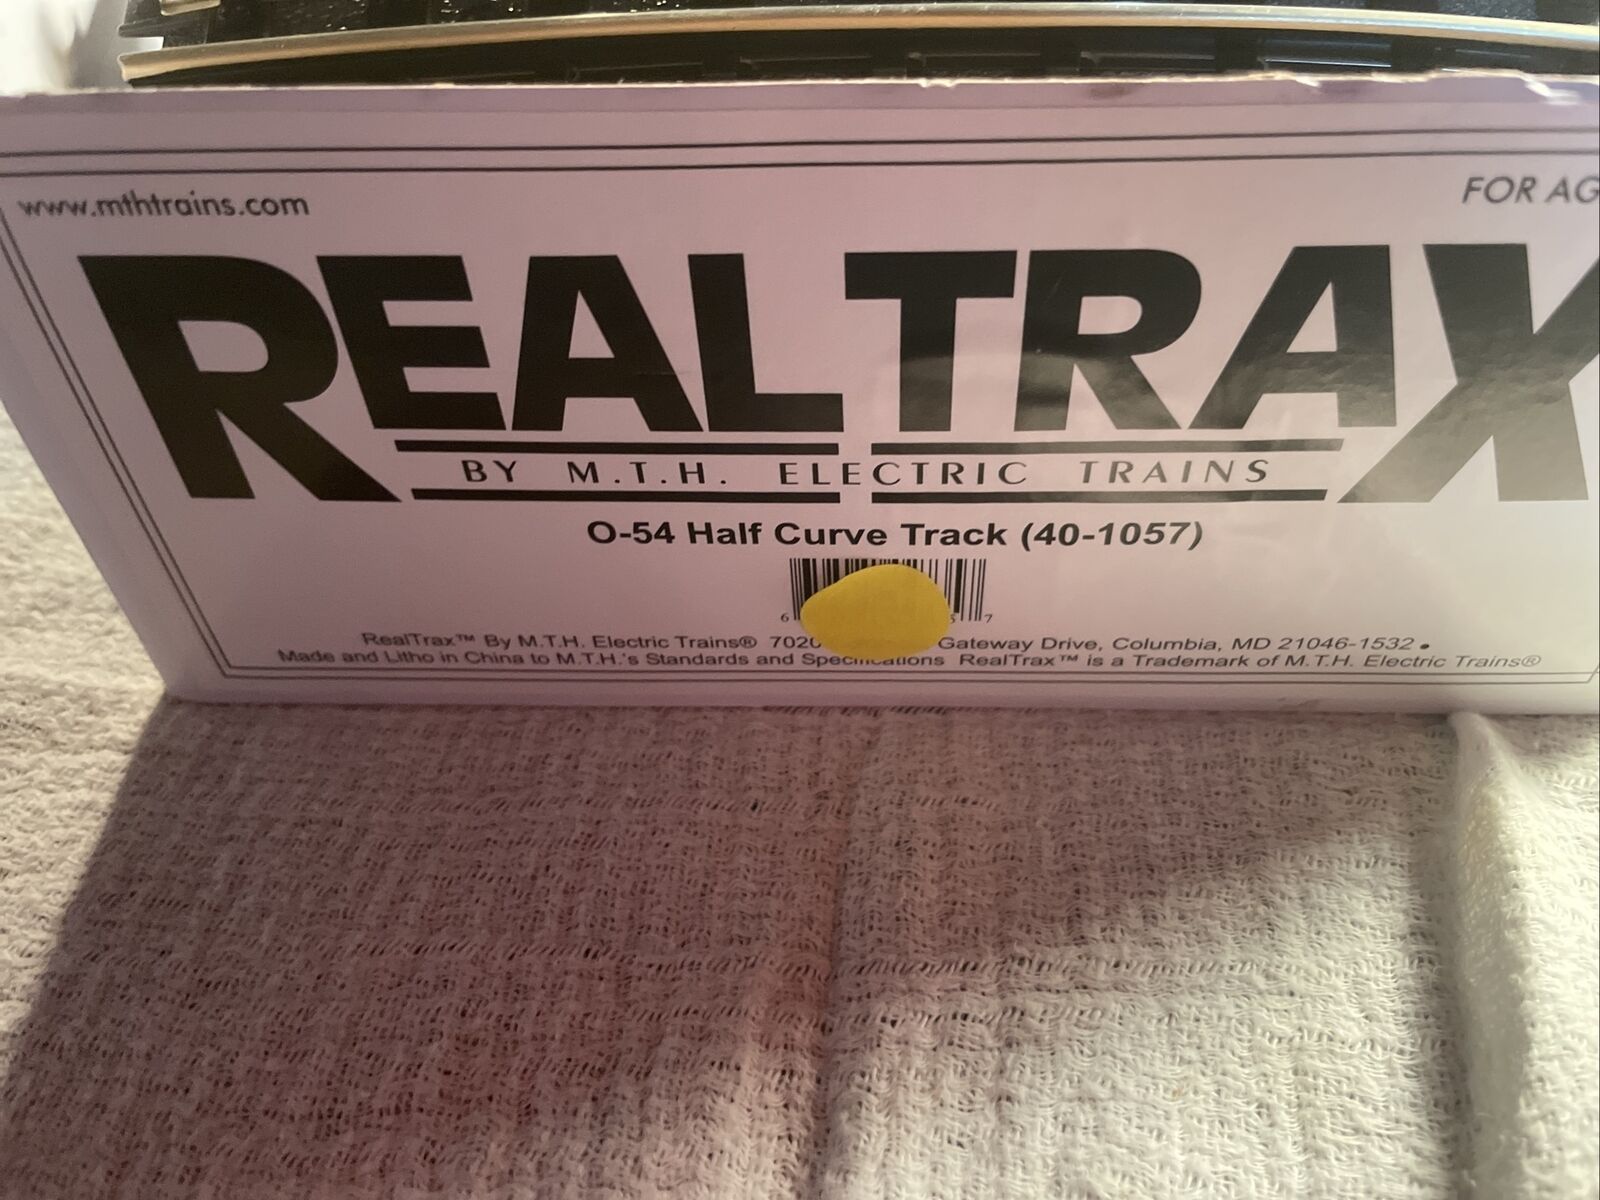 www.mthtrains.com
FOR AG
REALTRAX
BY M.T.H. ELECTRIC TRAINS
O-54 Half Curve Track (40-1057)
6 7
RealTrax™ By M.T.H. Electric Trains® 7020 Gateway Drive, Columbia, MD 21046-1532 •
Made and Litho in China to M.T.H.'s Standards and Specifications RealTrax™ is a Trademark of M.T.H. Electric Trains®